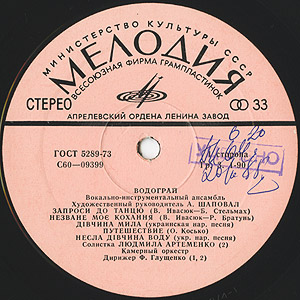 МИНИСТЕРСТВО КУЛЬТУРЫ СССР
МЕЛОДИЯ
ВСЕСОЮЗНАЯ ФИРМА ГРАМПЛАСТИНОК
СТЕРЕО
33
АПРЕЛЕВСКИЙ ОРДЕНА ЛЕНИНА ЗАВОД
ГОСТ 5289-73
С60—09399
ВОДОГРАЙ
Вокально-инструментальный ансамбль
Художественный руководитель А. ШАПОВАЛ
ЗАПРОСИ ДО ТАНЦЮ (В. Ивасюк—Б. Стельмах)
НЕЗВАНЕ МОЄ КОХАННЯ (В. Ивасюк—Р. Братунь)
ДІВЧИНА МИЛА (украинская нар. песня)
ПУТЕШЕСТВИЕ (О. Косько)
НЕСЛА ДІВЧИНА ВОДУ (укр. нар. песня)
Солистка ЛЮДМИЛА АРТЕМЕНКО (2)
Камерный оркестр
Дирижер Ф. Глущенко (1, 2)